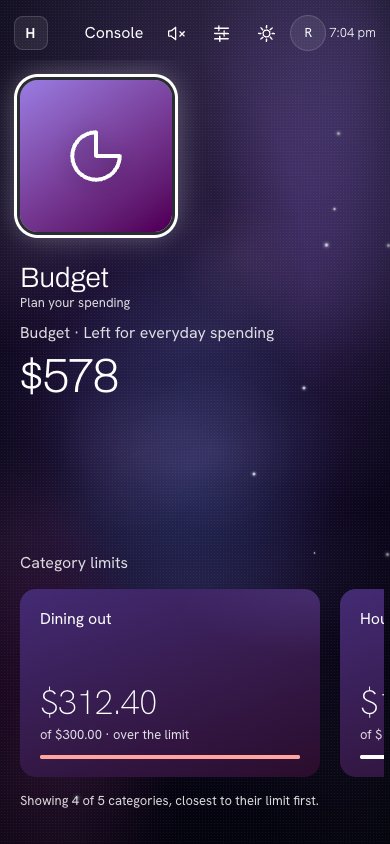 H Console R 7:04 pm
Budget
Plan your spending
Budget · Left for everyday spending
$578
Category limits
Dining out
$312.40
of $300.00 · over the limit
Showing 4 of 5 categories, closest to their limit first.